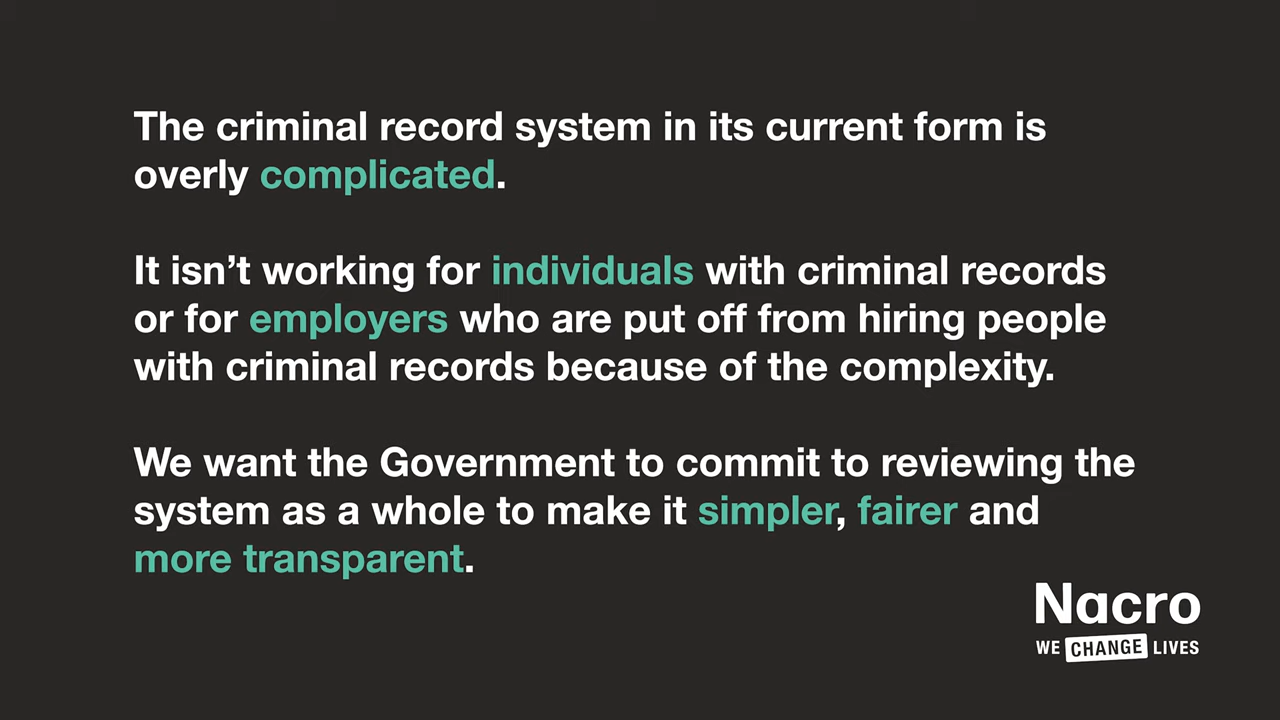 The criminal record system in its current form is
overly complicated.
It isn’t working for individuals with criminal records
or for employers who are put off from hiring people
with criminal records because of the complexity.
We want the Government to commit to reviewing the
system as a whole to make it simpler, fairer and
more transparent.
Nacro
WE CHANGE LIVES